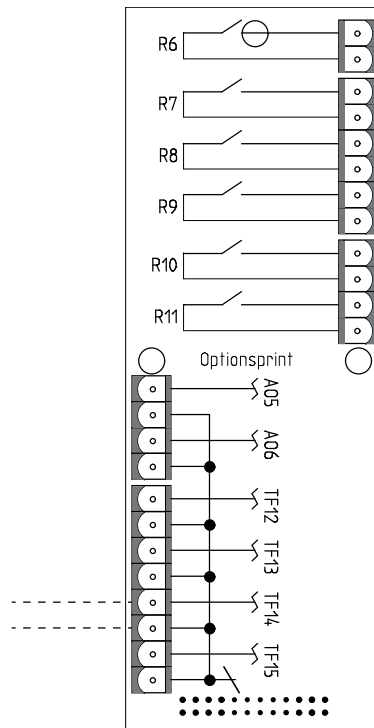 R6
R7
R8
R9
R10
R11
Optionsprint
A05
A06
TF12
TF13
TF14
TF15